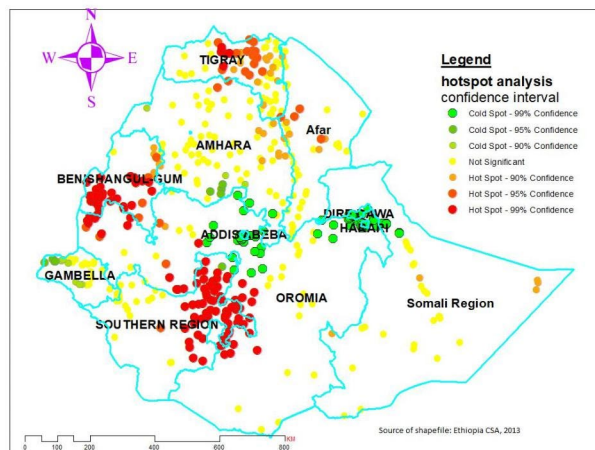 N
W E
S
Legend
hotspot analysis
confidence interval
Cold Spot - 99% Confidence
Cold Spot - 95% Confidence
Cold Spot - 90% Confidence
Not Significant
Hot Spot - 90% Confidence
Hot Spot - 95% Confidence
Hot Spot - 99% Confidence
TIGRAY
Afar
AMHARA
BENISHANGUL-GUM
DIRE DAWA
HARARI
ADDIS ABEBA
GAMBELLA
OROMIA
Somali Region
SOUTHERN REGION
Source of shapefile: Ethiopia CSA, 2013
0 100 200 400 600 800
KM